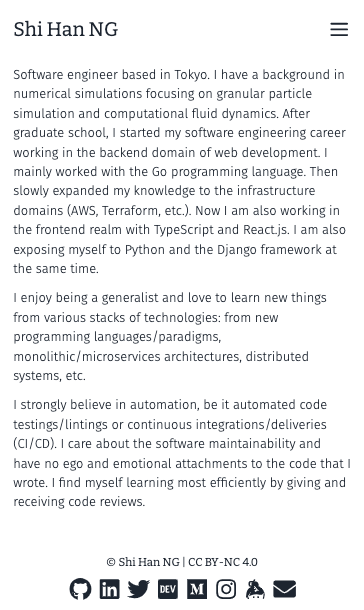 Shi Han NG
Software engineer based in Tokyo. I have a background in
numerical simulations focusing on granular particle
simulation and computational fluid dynamics. After
graduate school, I started my software engineering career
working in the backend domain of web development. I
mainly worked with the Go programming language. Then
slowly expanded my knowledge to the infrastructure
domains (AWS, Terraform, etc.). Now I am also working in
the frontend realm with TypeScript and React.js. I am also
exposing myself to Python and the Django framework at
the same time.
I enjoy being a generalist and love to learn new things
from various stacks of technologies: from new
programming languages/paradigms,
monolithic/microservices architectures, distributed
systems, etc.
I strongly believe in automation, be it automated code
testings/lintings or continuous integrations/deliveries
(CI/CD). I care about the software maintainability and
have no ego and emotional attachments to the code that I
wrote. I find myself learning most efficiently by giving and
receiving code reviews.
© Shi Han NG | CC BY-NC 4.0
DEV